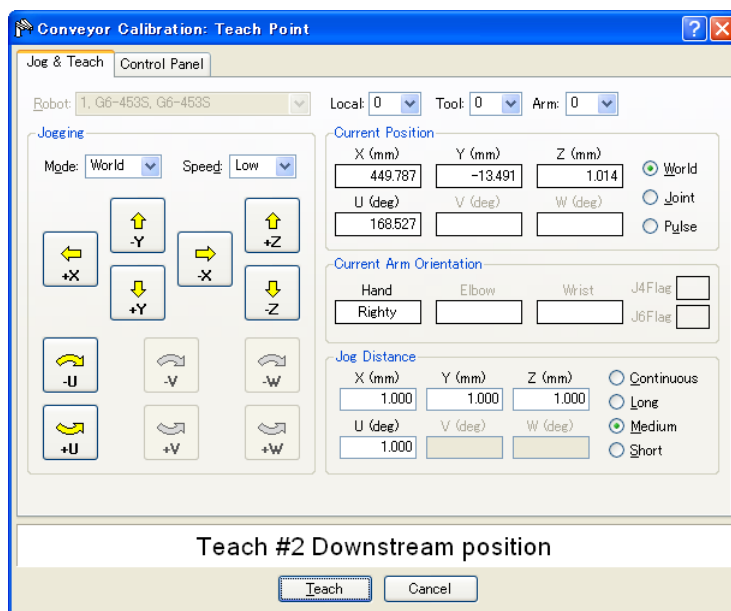 Conveyor Calibration: Teach Point
Jog & Teach Control Panel
Robot: 1, G6-453S, G6-453S Local: 0 Tool: 0 Arm: 0
Jogging
Mode: World Speed: Low
-Y +Z
+X -X
+Y -Z
-U -V -W
+U +V +W
Current Position
X (mm) Y (mm) Z (mm)
449.787 -13.491 1.014
U (deg) V (deg) W (deg)
168.527
World
Joint
Pulse
Current Arm Orientation
Hand Elbow Wrist J4Flag
Righty J6Flag
Jog Distance
X (mm) Y (mm) Z (mm)
1.000 1.000 1.000
U (deg) V (deg) W (deg)
1.000
Continuous
Long
Medium
Short
Teach #2 Downstream position
Teach Cancel